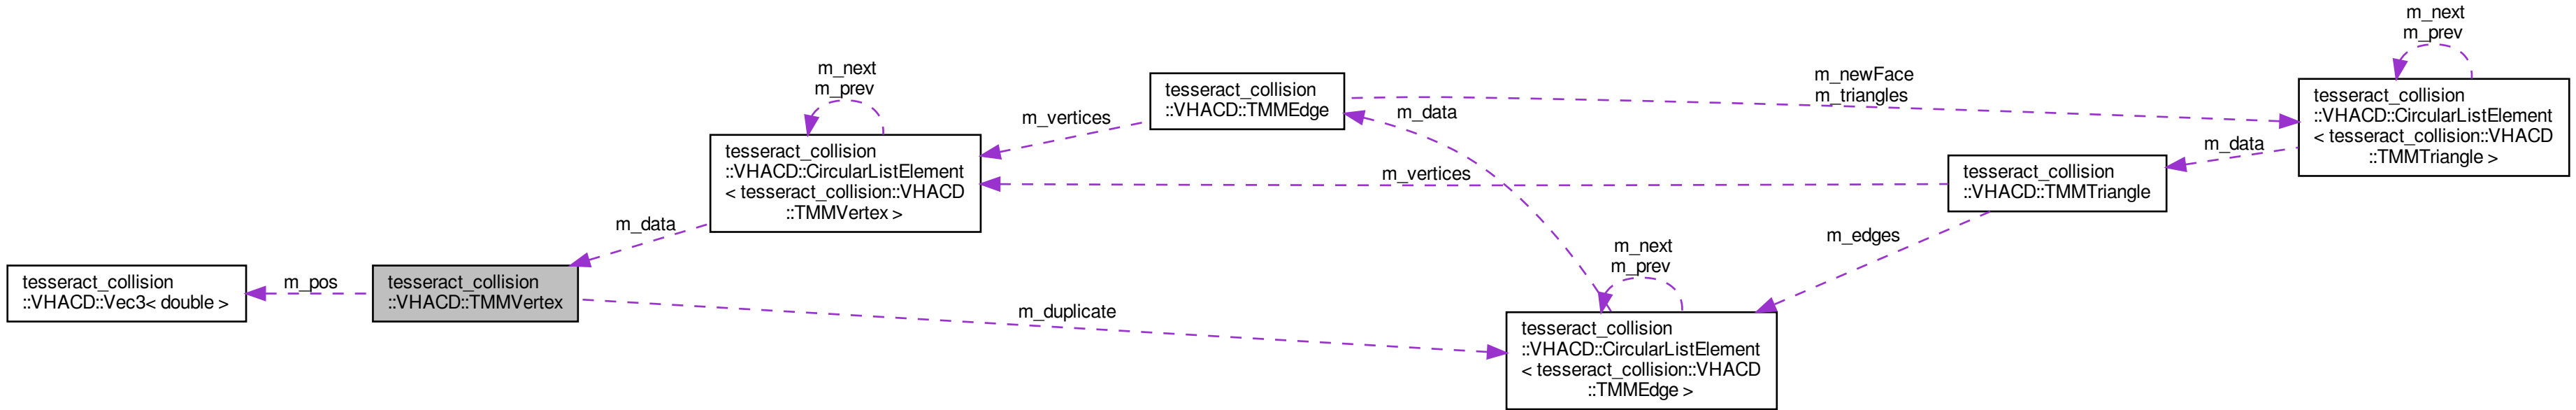 m_next
m_prev
tesseract_collision
::VHACD::CircularListElement
< tesseract_collision::VHACD
::TMMTriangle >
m_next
m_prev
tesseract_collision
::VHACD::TMMEdge
m_newFace
m_triangles
m_data
m_vertices
m_data
tesseract_collision
::VHACD::CircularListElement
< tesseract_collision::VHACD
::TMMVertex >
m_vertices
tesseract_collision
::VHACD::TMMTriangle
m_data
m_edges
m_next
m_prev
tesseract_collision
::VHACD::Vec3< double >
m_pos
tesseract_collision
::VHACD::TMMVertex
m_duplicate
tesseract_collision
::VHACD::CircularListElement
< tesseract_collision::VHACD
::TMMEdge >